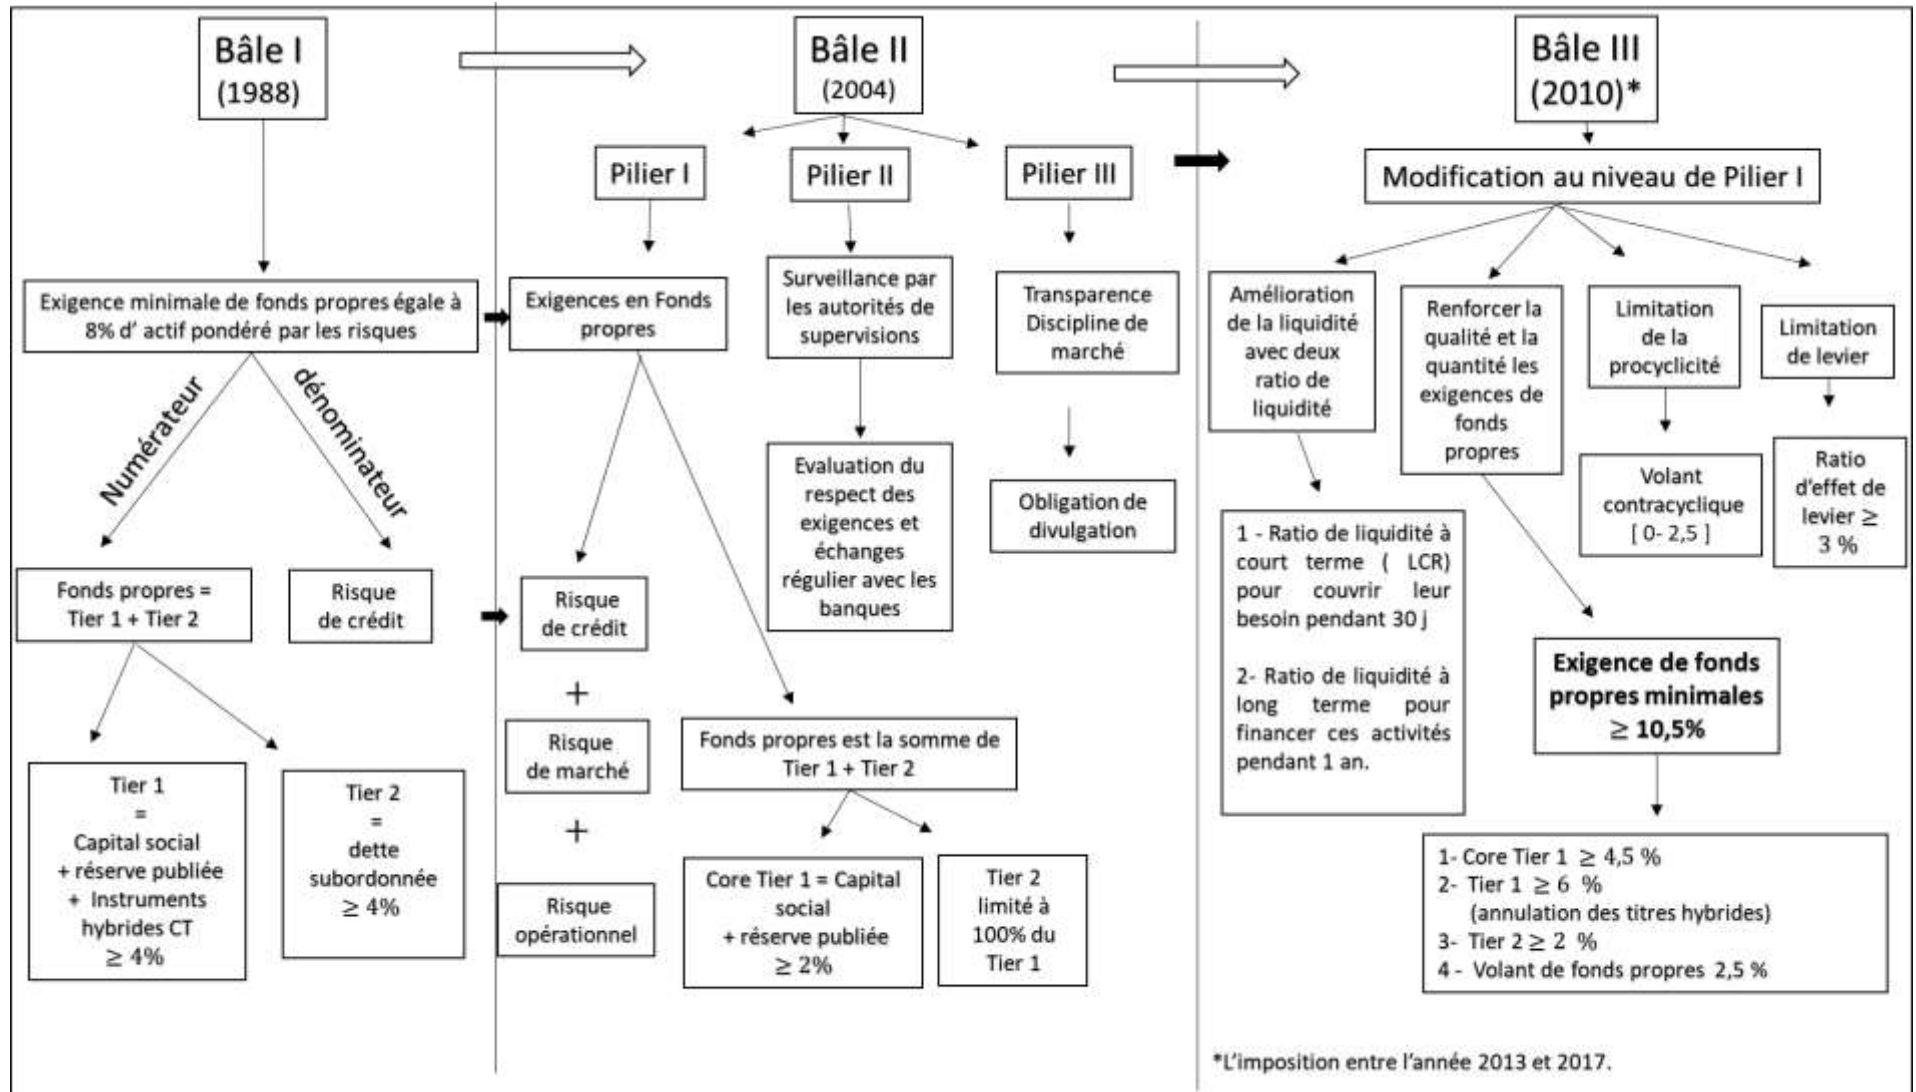 Bâle I
(1988)
Exigence minimale de fonds propres égale à
8% d' actif pondéré par les risques
Numérateur
dénominateur
Fonds propres =
Tier 1 + Tier 2
Risque
de crédit
Tier 1
=
Capital social
+ réserve publiée
+ Instruments
hybrides CT
≥ 4%
Tier 2
=
dette
subordonnée
≥ 4%
Bâle II
(2004)
Pilier I
Pilier II
Pilier III
Exigences en Fonds
propres
Surveillance par
les autorités de
supervisions
Transparence
Discipline de
marché
Evaluation du
respect des
exigences et
échanges
régulier avec les
banques
Obligation de
divulgation
Risque
de crédit
+
Risque
de marché
+
Risque
opérationnel
Fonds propres est la somme de
Tier 1 + Tier 2
Core Tier 1 = Capital
social
+ réserve publiée
≥ 2%
Tier 2
limité à
100% du
Tier 1
Bâle III
(2010)*
Modification au niveau de Pilier I
Amélioration
de la liquidité
avec deux
ratio de
liquidité
Renforcer la
qualité et la
quantité les
exigences de
fonds
propres
Limitation
de la
procyclicité
Limitation
de levier
Volant
contracyclique
[ 0- 2,5 ]
Ratio
d'effet de
levier ≥
3 %
1 - Ratio de liquidité à
court terme ( LCR)
pour couvrir leur
besoin pendant 30 j
2- Ratio de liquidité à
long terme pour
financer ces activités
pendant 1 an.
Exigence de fonds
propres minimales
≥ 10,5%
1- Core Tier 1 ≥ 4,5 %
2- Tier 1 ≥ 6 %
(annulation des titres hybrides)
3- Tier 2 ≥ 2 %
4 - Volant de fonds propres 2,5 %
*L'imposition entre l'année 2013 et 2017.